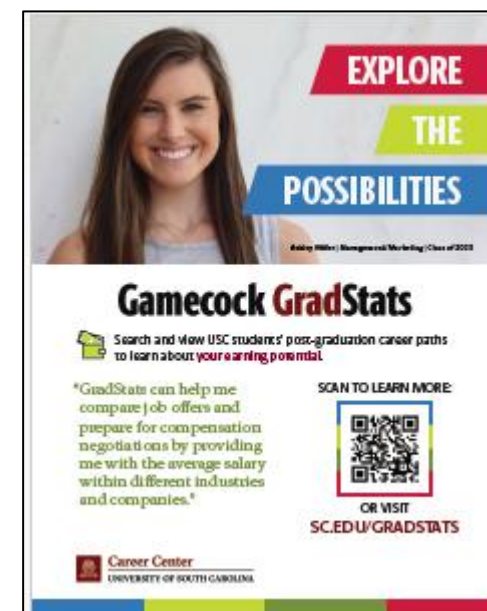 EXPLORE
THE
POSSIBILITIES
Ashley Miller | Management & Marketing | Class of 2023
Gamecock GradStats
Search and view USC students' post-graduation career paths
to learn about your earning potential.
"GradStats can help me
compare job offers and
prepare for compensation
negotiations by providing
me with the average salary
within different industries
and companies."
SCAN TO LEARN MORE:
OR VISIT
SC.EDU/GRADSTATS
Career Center
UNIVERSITY OF SOUTH CAROLINA